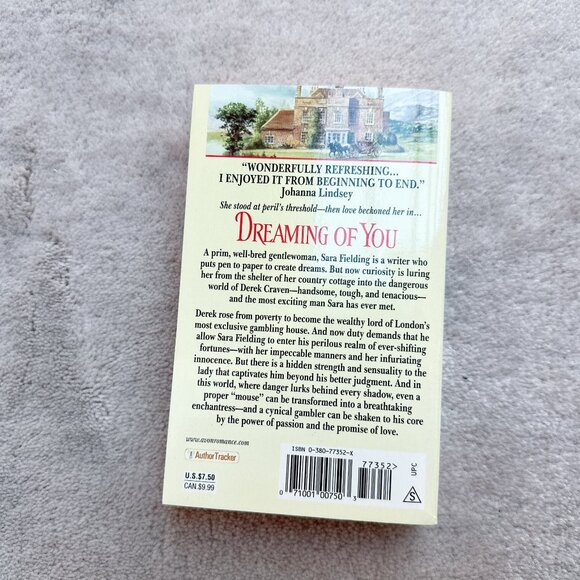 “WONDERFULLY REFRESHING...
I ENJOYED IT FROM BEGINNING TO END.”
Johanna Lindsey
She stood at peril's threshold—then love beckoned her in...
DREAMING OF YOU
A prim, well-bred gentlewoman, Sara Fielding is a writer who
puts pen to paper to create dreams. But now curiosity is luring
her from the shelter of her country cottage into the dangerous
world of Derek Craven—handsome, tough, and tenacious—
and the most exciting man Sara has ever met.
Derek rose from poverty to become the wealthy lord of London's
most exclusive gambling house. And now duty demands that he
allow Sara Fielding to enter his perilous realm of ever-shifting
fortunes—with her impeccable manners and her infuriating
innocence. But there is a hidden strength and sensuality to the
lady that captivates him beyond his better judgment. And in
this world, where danger lurks behind every shadow, even a
proper “mouse” can be transformed into a breathtaking
enchantress—and a cynical gambler can be shaken to his core
by the power of passion and the promise of love.
www.avonromance.com
! AuthorTracker
U.S. $7.50
CAN. $9.99
ISBN 0-380-77352-X
77352>
0 71001 00750 3
UPC
S